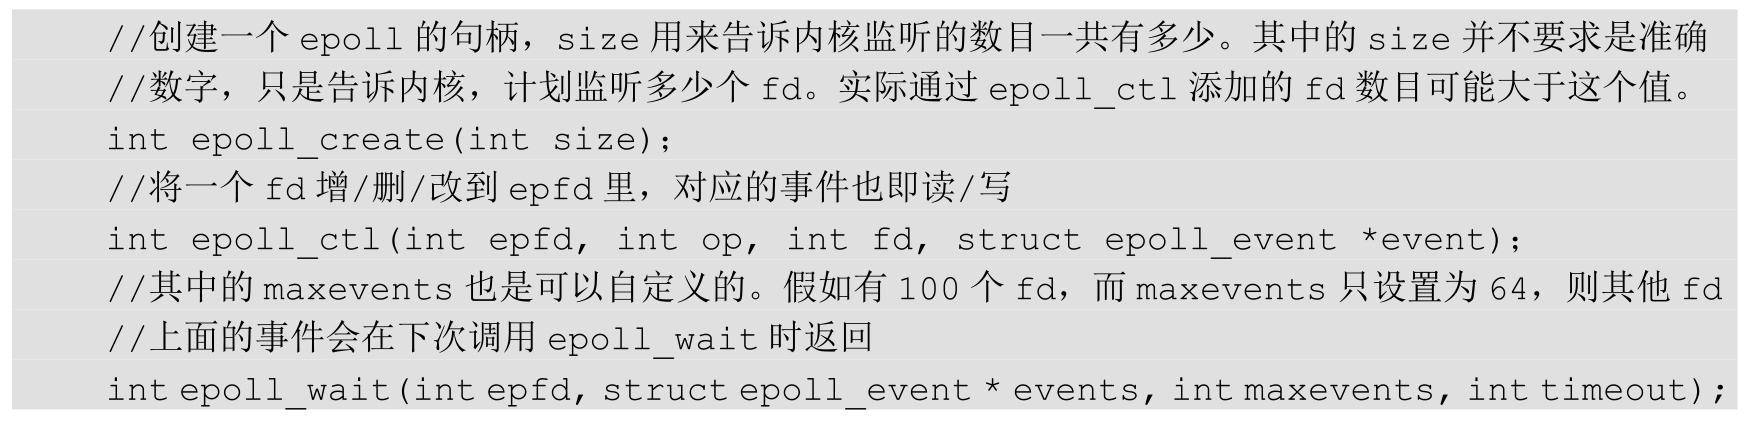 //创建一个 epoll 的句柄，size 用来告诉内核监听的数目一共有多少。其中的 size 并不要求是准确
//数字，只是告诉内核，计划监听多少个 fd。实际通过 epoll_ctl 添加的 fd 数目可能大于这个值。
int epoll_create(int size);
//将一个 fd 增/删/改到 epfd 里，对应的事件也即读/写
int epoll_ctl(int epfd, int op, int fd, struct epoll_event *event);
//其中的 maxevents 也是可以自定义的。假如有 100 个 fd，而 maxevents 只设置为 64，则其他 fd
//上面的事件会在下次调用 epoll_wait 时返回
int epoll_wait(int epfd, struct epoll_event * events, int maxevents, int timeout);